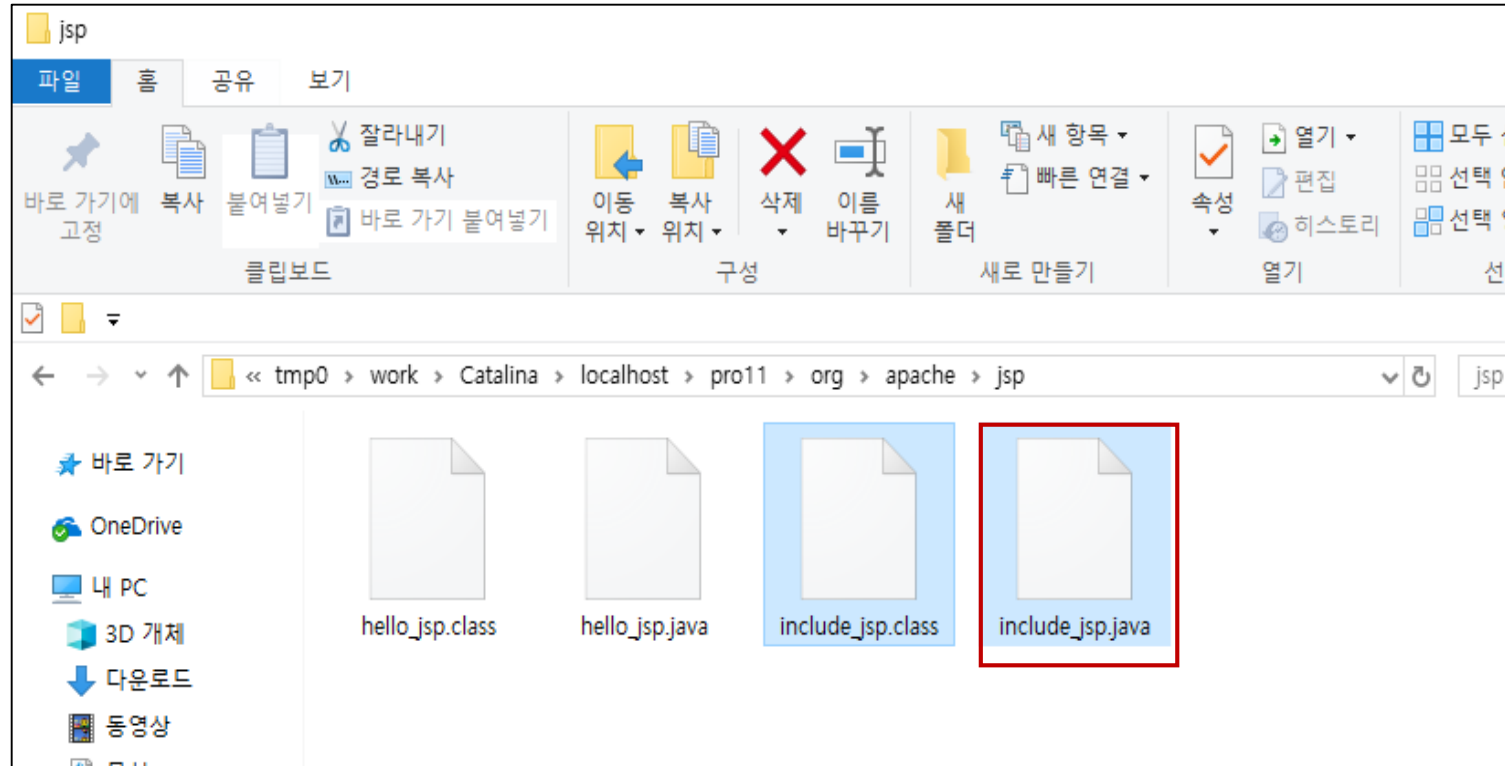 jsp
파일 홈 공유 보기
바로 가기에 고정
복사
붙여넣기
잘라내기
경로 복사
바로 가기 붙여넣기
클립보드
이동 위치
복사 위치
삭제
이름 바꾸기
구성
새 폴더
새 항목
빠른 연결
새로 만들기
속성
열기
편집
히스토리
열기
모두
선택
선택
« tmp0 > work > Catalina > localhost > pro11 > org > apache > jsp
jsp
바로 가기
OneDrive
내 PC
3D 개체
다운로드
동영상
hello_jsp.class
hello_jsp.java
include_jsp.class
include_jsp.java